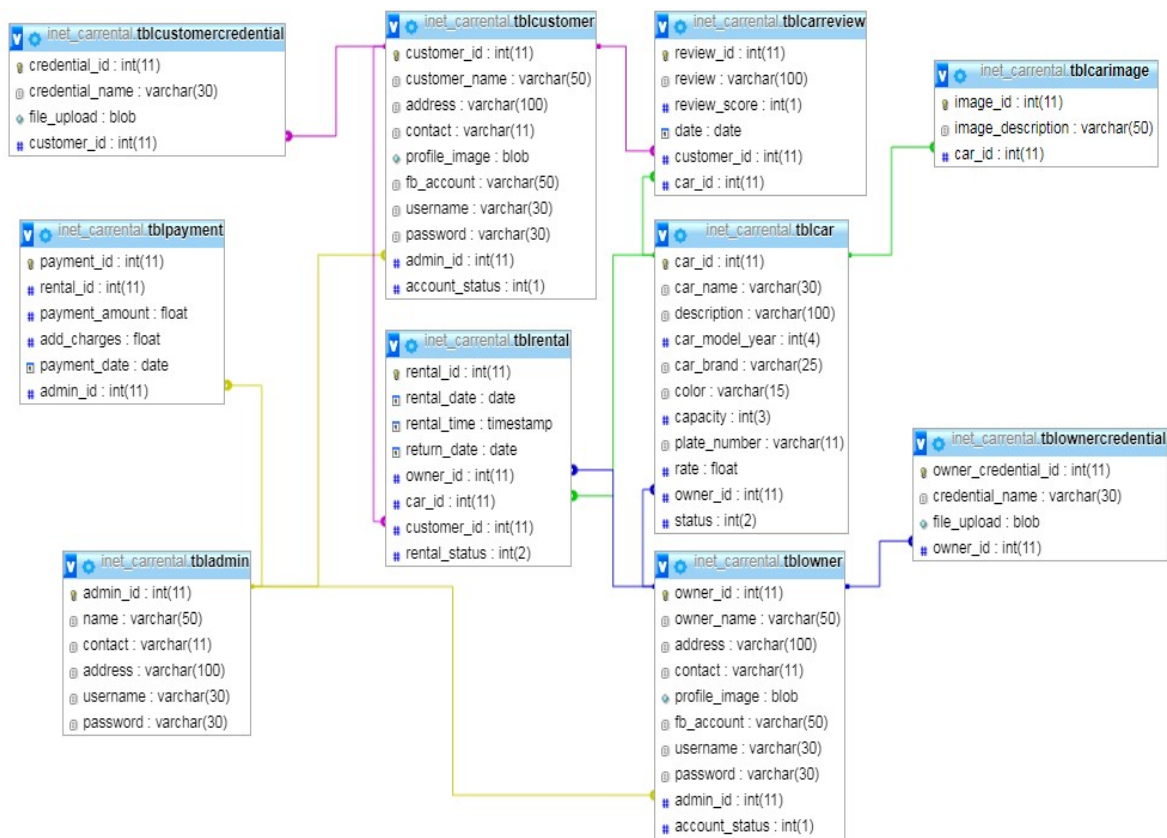 inet_carrental.tblcustomercredential
credential_id : int(11)
credential_name : varchar(30)
file_upload : blob
customer_id : int(11)
inet_carrental.tblcustomer
customer_id : int(11)
customer_name : varchar(50)
address : varchar(100)
contact : varchar(11)
profile_image : blob
fb_account : varchar(50)
username : varchar(30)
password : varchar(30)
admin_id : int(11)
account_status : int(1)
inet_carrental.tblcarreview
review_id : int(11)
review : varchar(100)
review_score : int(1)
date : date
customer_id : int(11)
car_id : int(11)
inet_carrental.tblcarimage
image_id : int(11)
image_description : varchar(50)
car_id : int(11)
inet_carrental.tblpayment
payment_id : int(11)
rental_id : int(11)
payment_amount : float
add_charges : float
payment_date : date
admin_id : int(11)
inet_carrental.tblrental
rental_id : int(11)
rental_date : date
rental_time : timestamp
return_date : date
owner_id : int(11)
car_id : int(11)
customer_id : int(11)
rental_status : int(2)
inet_carrental.tblcar
car_id : int(11)
car_name : varchar(30)
description : varchar(100)
car_model_year : int(4)
car_brand : varchar(25)
color : varchar(15)
capacity : int(3)
plate_number : varchar(11)
rate : float
owner_id : int(11)
status : int(2)
inet_carrental.tblownercredential
owner_credential_id : int(11)
credential_name : varchar(30)
file_upload : blob
owner_id : int(11)
inet_carrental.tbladmin
admin_id : int(11)
name : varchar(50)
contact : varchar(11)
address : varchar(100)
username : varchar(30)
password : varchar(30)
inet_carrental.tblowner
owner_id : int(11)
owner_name : varchar(50)
address : varchar(100)
contact : varchar(11)
profile_image : blob
fb_account : varchar(50)
username : varchar(30)
password : varchar(30)
admin_id : int(11)
account_status : int(1)